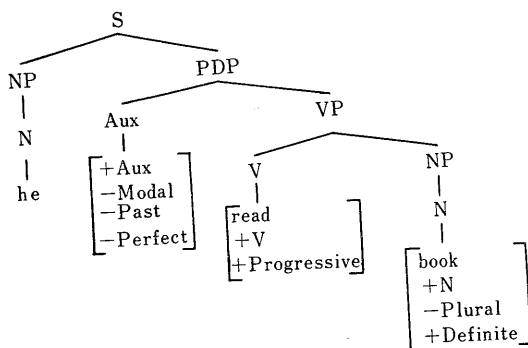 S
NP PDP
Aux VP
N
he
+Aux
−Modal
−Past
−Perfect
V NP
read
+V
+Progressive
N
book
+N
−Plural
+Definite